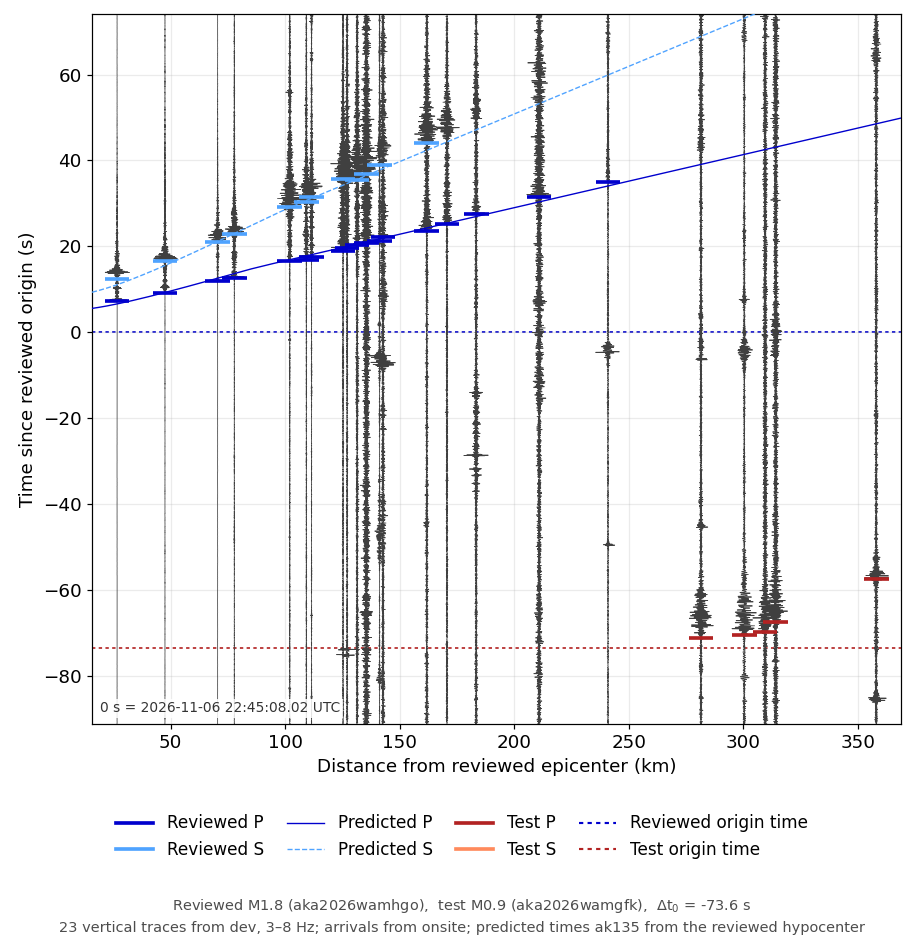 60
40
20
0
−20
−40
−60
−80
Time since reviewed origin (s)
0 s = 2026-11-06 22:45:08.02 UTC
50 100 150 200 250 300 350
Distance from reviewed epicenter (km)
Reviewed P Predicted P Test P Reviewed origin time
Reviewed S Predicted S Test S Test origin time
Reviewed M1.8 (aka2026wamhgo), test M0.9 (aka2026wamgfk), Δt₀ = -73.6 s
23 vertical traces from dev, 3–8 Hz; arrivals from onsite; predicted times ak135 from the reviewed hypocenter